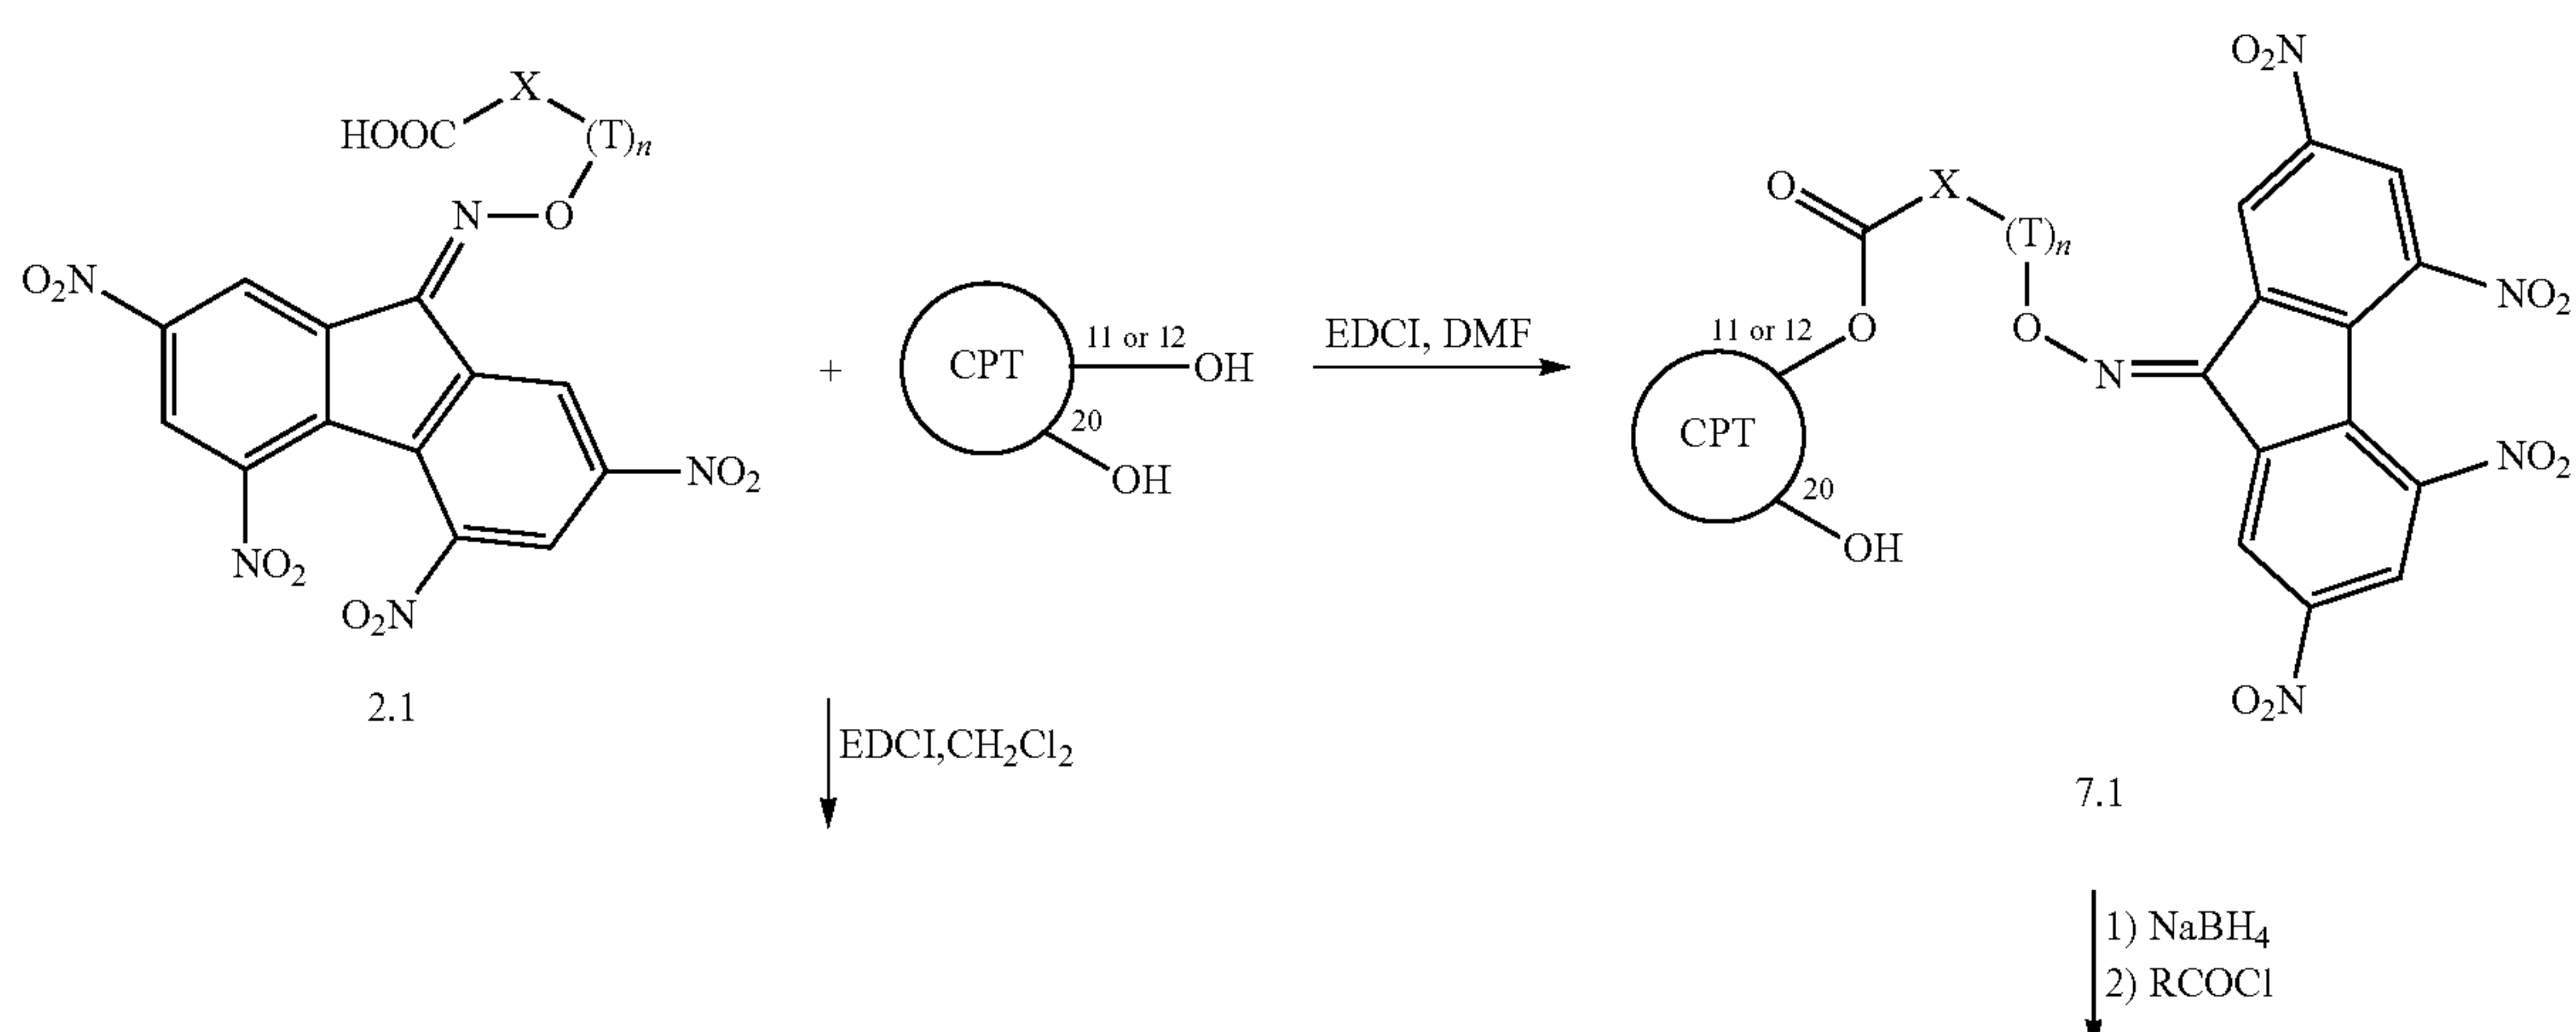 X
HOOC
(T)n
N
O
O2N
NO2
NO2
O2N
2.1
+
CPT
11 or 12
OH
20
OH
EDCI, DMF
EDCI,CH2Cl2
O
X
(T)n
11 or 12
O
O
N
CPT
20
OH
O2N
NO2
NO2
O2N
7.1
1) NaBH4
2) RCOCl